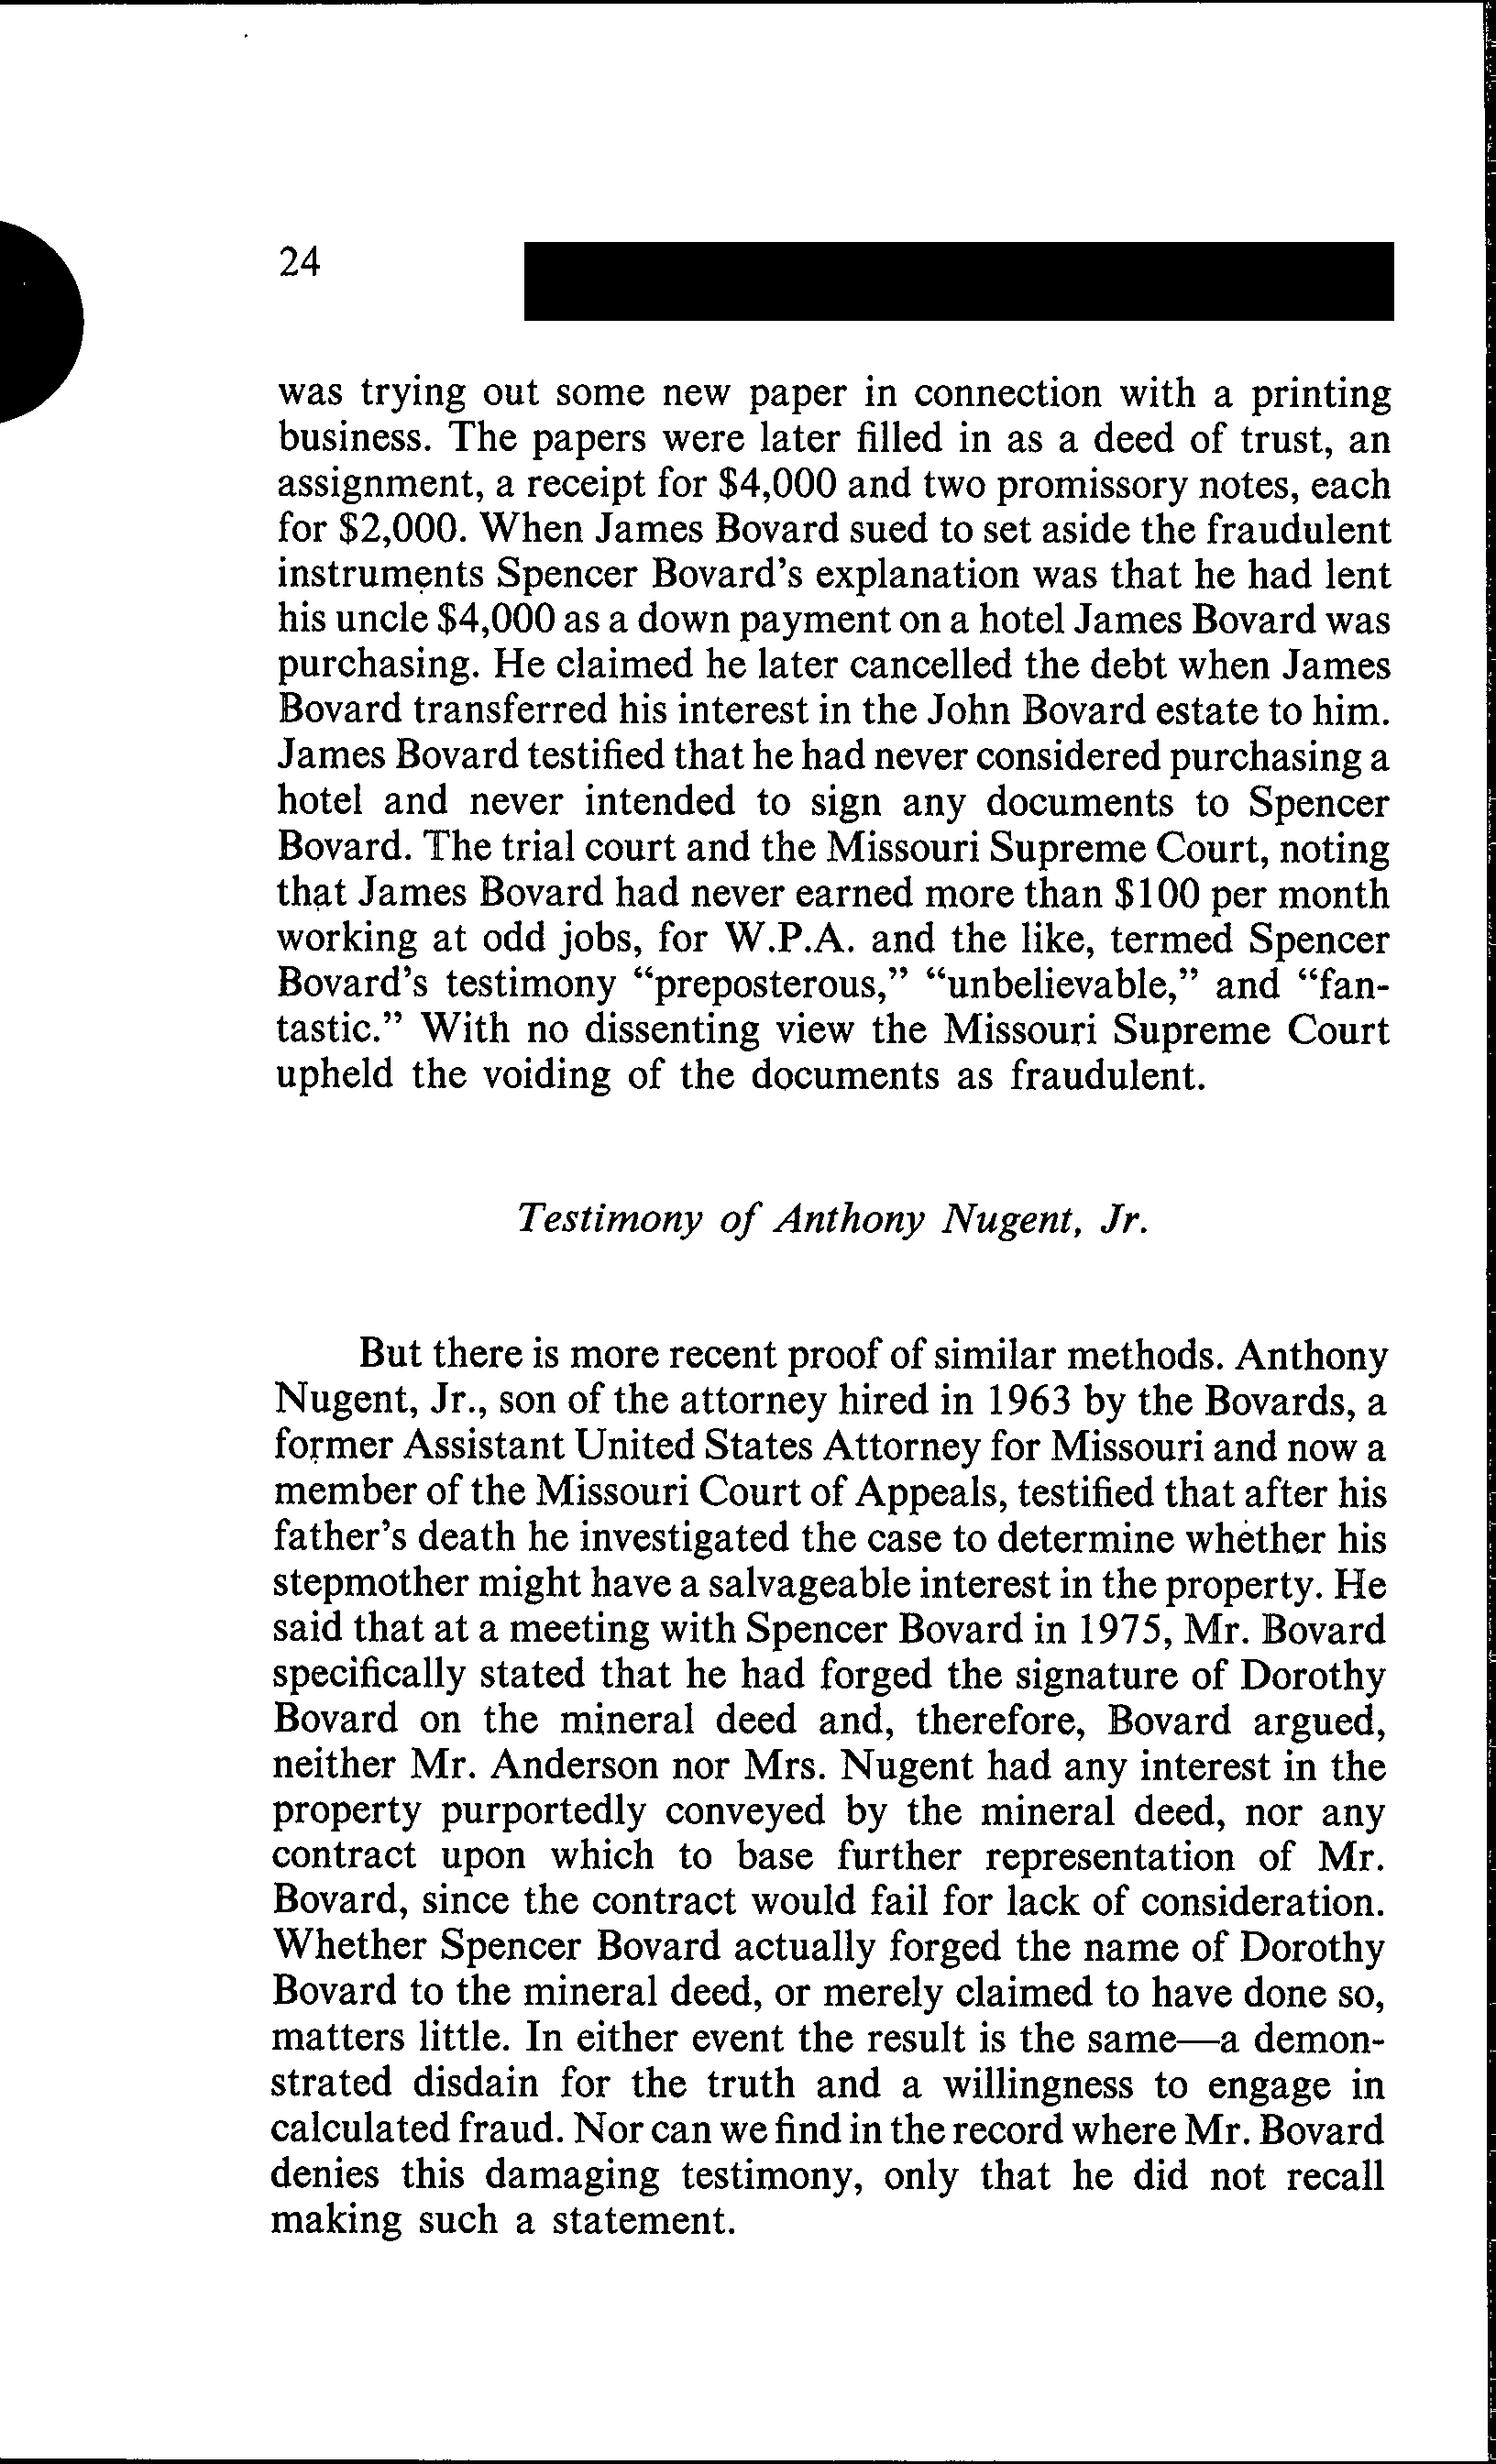 24
was trying out some new paper in connection with a printing
business. The papers were later filled in as a deed of trust, an
assignment, a receipt for $4,000 and two promissory notes, each
for $2,000. When James Bovard sued to set aside the fraudulent
instruments Spencer Bovard's explanation was that he had lent
his uncle $4,000 as a down payment on a hotel James Bovard was
purchasing. He claimed he later cancelled the debt when James
Bovard transferred his interest in the John Bovard estate to him.
James Bovard testified that he had never considered purchasing a
hotel and never intended to sign any documents to Spencer
Bovard. The trial court and the Missouri Supreme Court, noting
that James Bovard had never earned more than $100 per month
working at odd jobs, for W.P.A. and the like, termed Spencer
Bovard's testimony “preposterous,” “unbelievable,” and “fan-
tastic.” With no dissenting view the Missouri Supreme Court
upheld the voiding of the documents as fraudulent.
Testimony of Anthony Nugent, Jr.
But there is more recent proof of similar methods. Anthony
Nugent, Jr., son of the attorney hired in 1963 by the Bovards, a
former Assistant United States Attorney for Missouri and now a
member of the Missouri Court of Appeals, testified that after his
father's death he investigated the case to determine whether his
stepmother might have a salvageable interest in the property. He
said that at a meeting with Spencer Bovard in 1975, Mr. Bovard
specifically stated that he had forged the signature of Dorothy
Bovard on the mineral deed and, therefore, Bovard argued,
neither Mr. Anderson nor Mrs. Nugent had any interest in the
property purportedly conveyed by the mineral deed, nor any
contract upon which to base further representation of Mr.
Bovard, since the contract would fail for lack of consideration.
Whether Spencer Bovard actually forged the name of Dorothy
Bovard to the mineral deed, or merely claimed to have done so,
matters little. In either event the result is the same—a demon-
strated disdain for the truth and a willingness to engage in
calculated fraud. Nor can we find in the record where Mr. Bovard
denies this damaging testimony, only that he did not recall
making such a statement.